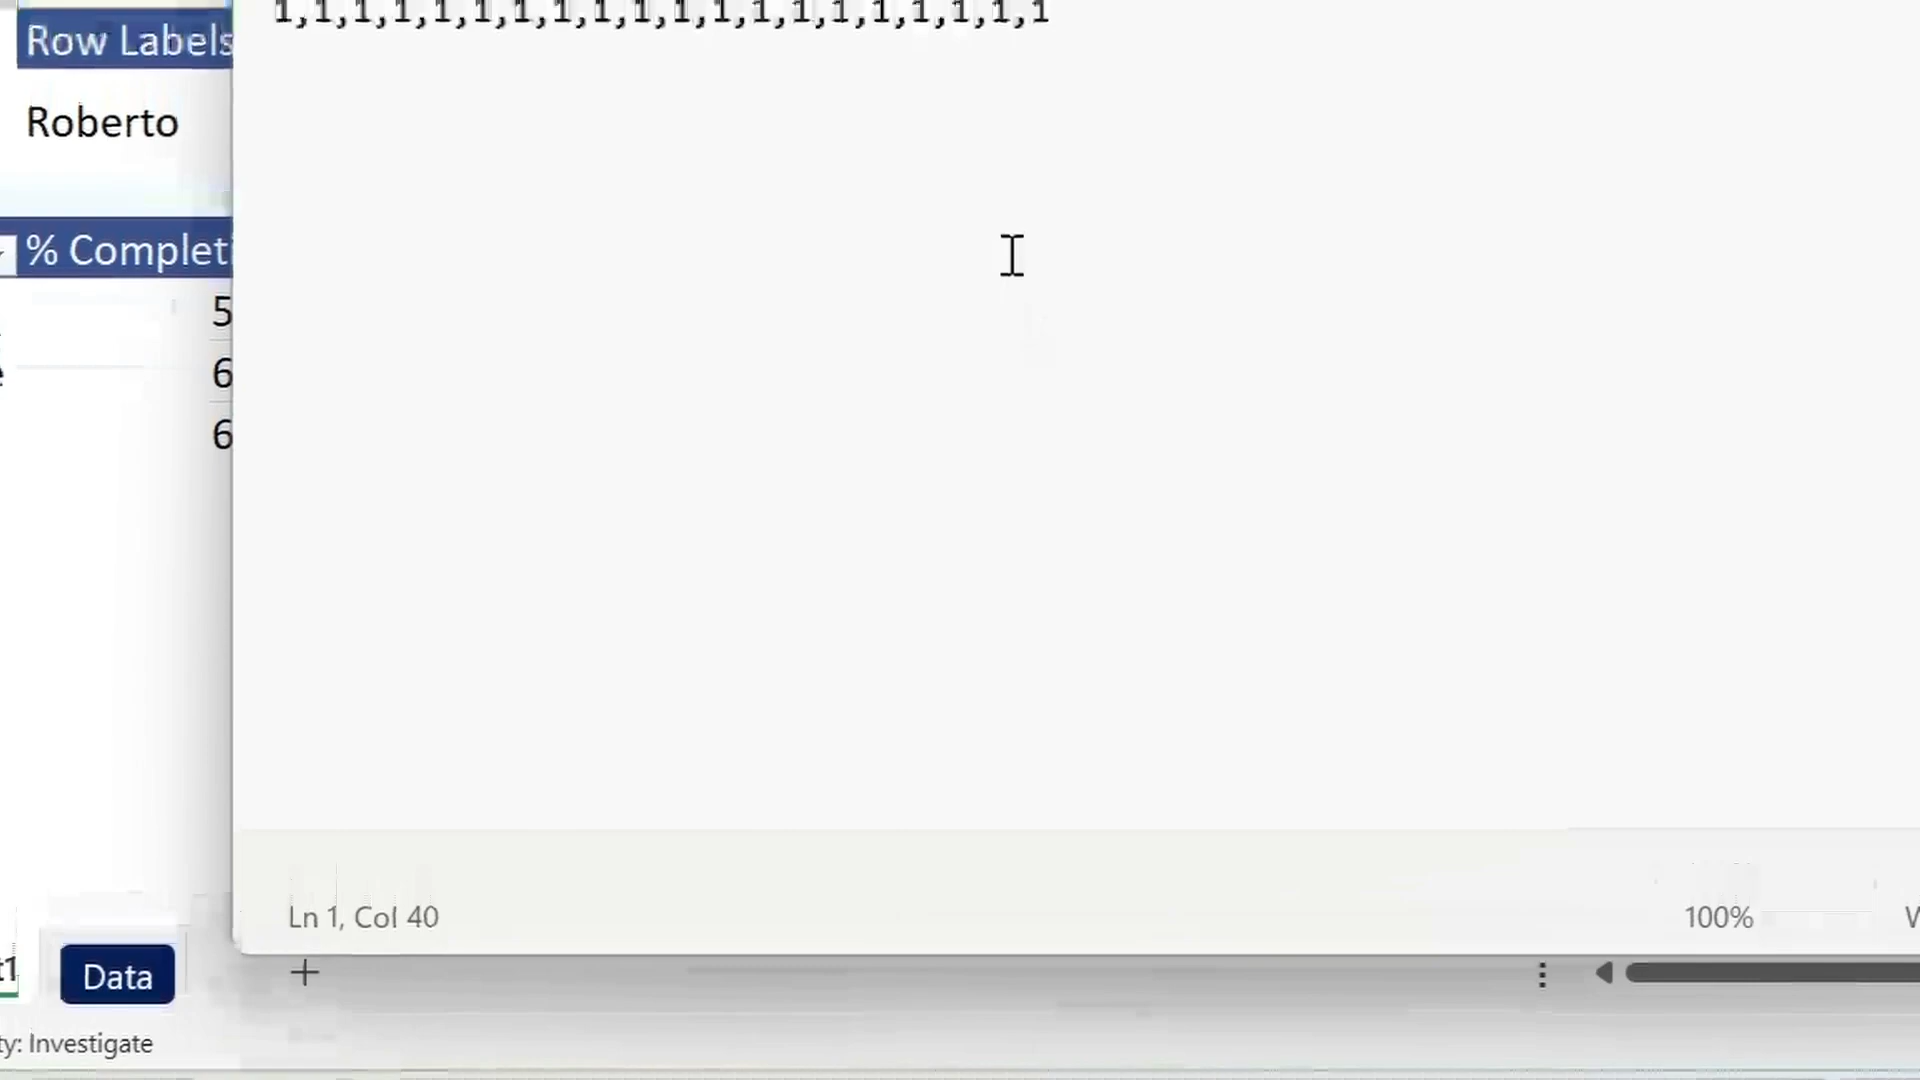 1,1,1,1,1,1,1,1,1,1,1,1,1,1,1,1,1,1,1,1
Row Labels
Roberto
% Completi
5
6
6
Ln 1, Col 40
100%
Data
ty: Investigate